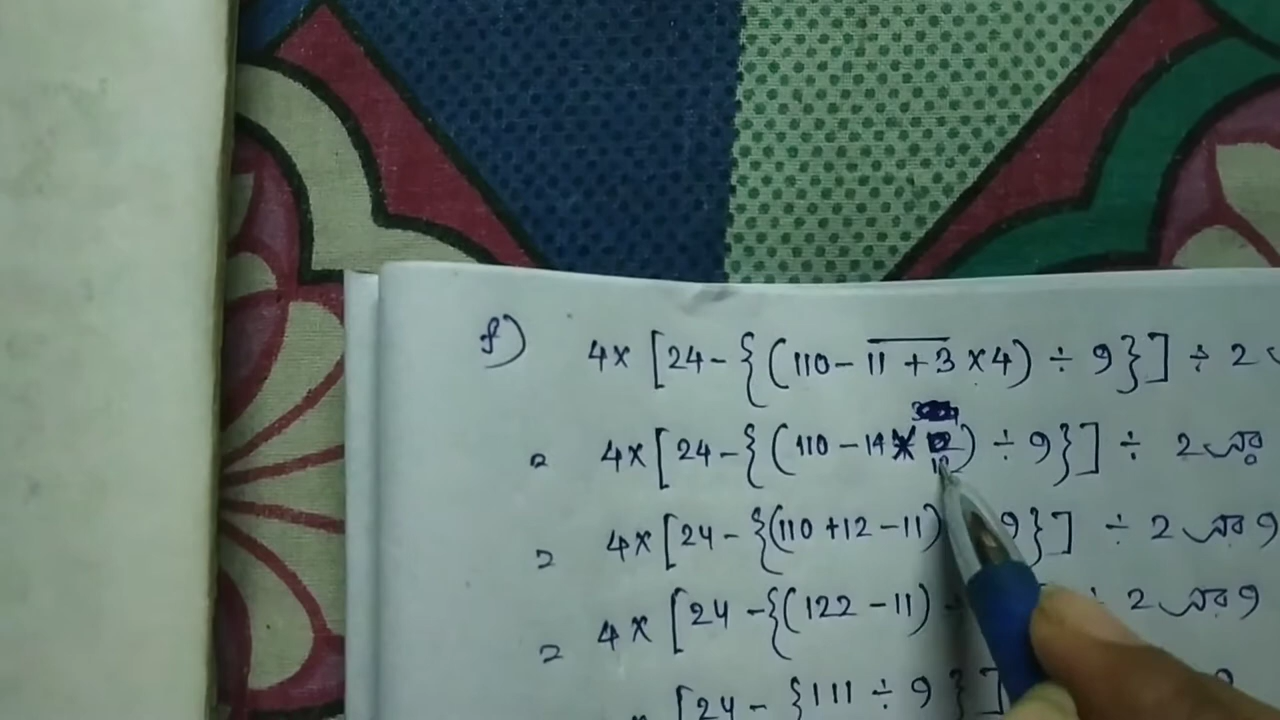 f) 4× [24-{(110-11+3×4)÷9}]÷2
= 4×[24-{(110-14× )÷9}]÷ 2 এর
= 4×[24-{(110+12-11) 9}] ÷ 2 এর 9
= 4× [24-{(122-11) ÷ 2 এর 9
[24- {111÷9}]